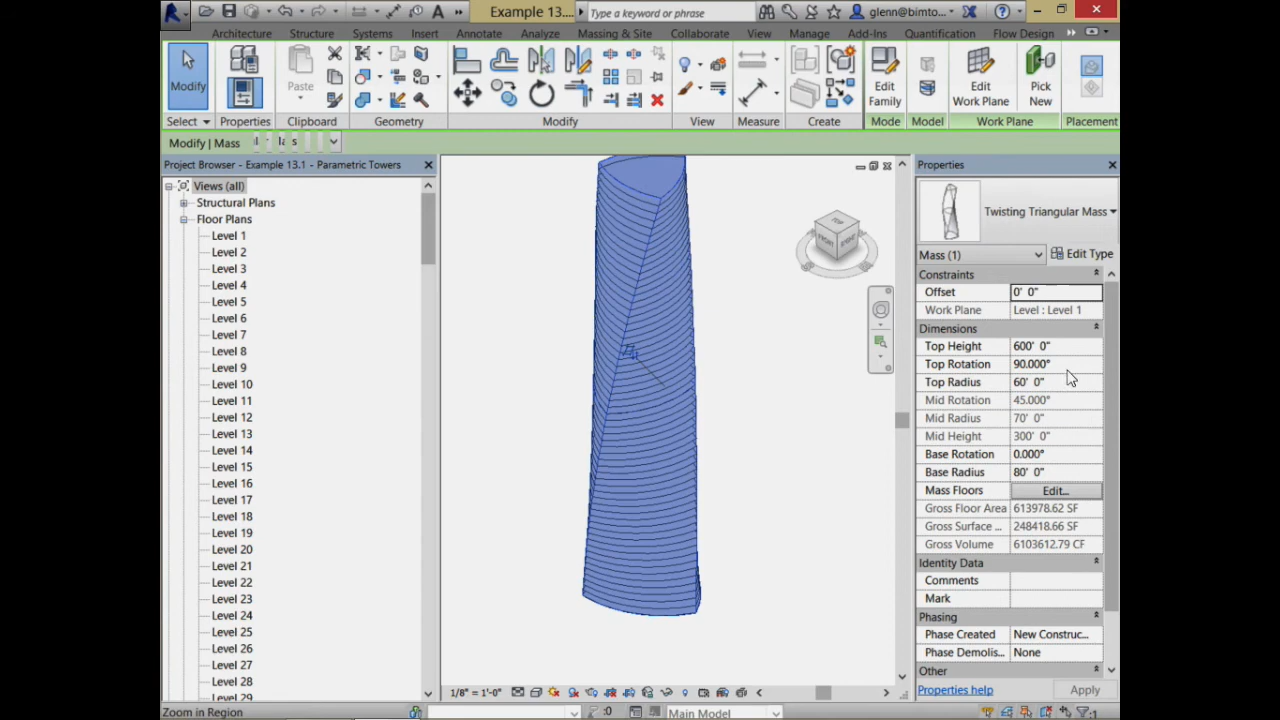 Example 13....
Type a keyword or phrase
glenn@bimto...
Architecture Structure Systems Insert Annotate Analyze Massing & Site Collaborate View Manage Add-Ins Quantification Flow Design
Modify
Paste
Edit Family
Edit Work Plane
Pick New
Select Properties Clipboard Geometry Modify View Measure Create Mode Model Work Plane Placement
Modify | Mass
Project Browser - Example 13.1 - Parametric Towers
Views (all)
Structural Plans
Floor Plans
Level 1
Level 2
Level 3
Level 4
Level 5
Level 6
Level 7
Level 8
Level 9
Level 10
Level 11
Level 12
Level 13
Level 14
Level 15
Level 16
Level 17
Level 18
Level 19
Level 20
Level 21
Level 22
Level 23
Level 24
Level 25
Level 26
Level 27
Level 28
Level 29
TOP
FRONT
1/8" = 1'-0"
Properties
Twisting Triangular Mass
Mass (1) Edit Type
Constraints
Offset 0' 0"
Work Plane Level : Level 1
Dimensions
Top Height 600' 0"
Top Rotation 90.000°
Top Radius 60' 0"
Mid Rotation 45.000°
Mid Radius 70' 0"
Mid Height 300' 0"
Base Rotation 0.000°
Base Radius 80' 0"
Mass Floors Edit...
Gross Floor Area 613978.62 SF
Gross Surface ... 248418.66 SF
Gross Volume 6103612.79 CF
Identity Data
Comments
Mark
Phasing
Phase Created New Construc...
Phase Demolis... None
Other
Properties help Apply
Zoom in Region :0 Main Model :1